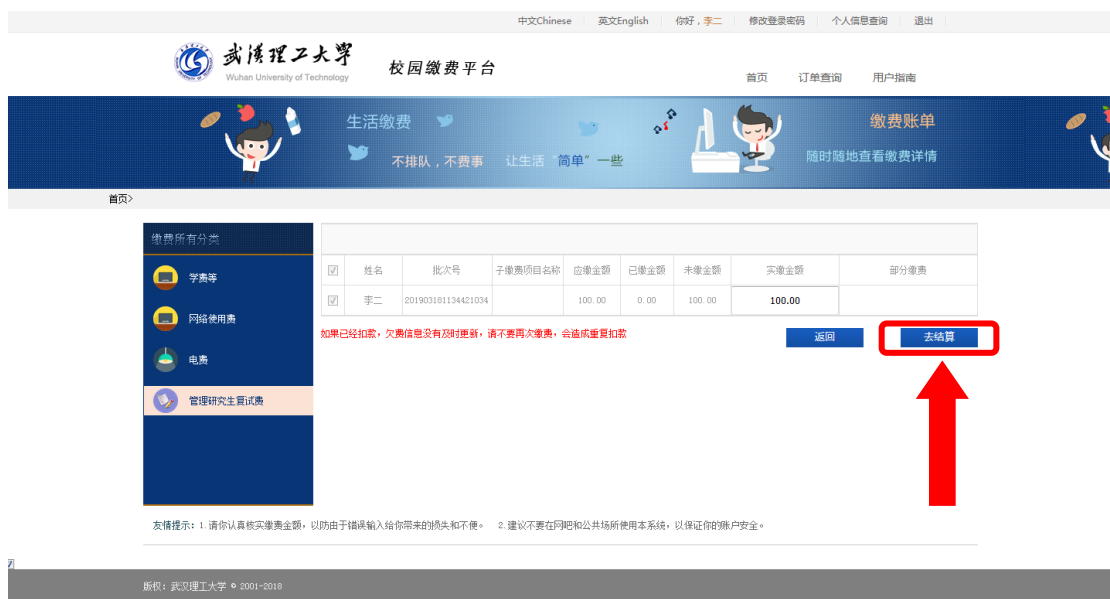 中文Chinese 英文English 你好，李二 修改登录密码 个人信息查询 退出
武汉理工大学
Wuhan University of Technology
校园缴费平台
首页 订单查询 用户指南
生活缴费
不排队，不费事 让生活“简单”一些
缴费账单
随时随地查看缴费详情
首页>
缴费所有分类
学费等
网络使用费
电费
管理研究生复试费
姓名 批次号 子缴费项目名称 应缴金额 已缴金额 未缴金额 实缴金额 部分缴费
李二 201903181134421034 100.00 0.00 100.00 100.00
如果已经扣款，欠费信息没有及时更新，请不要再次缴费，会造成重复扣款
返回 去结算
友情提示：1.请你认真核实缴费金额，以防由于错误输入给你带来的损失和不便。 2.建议不要在网吧和公共场所使用本系统，以保证你的账户安全。
版权：武汉理工大学 © 2001-2018